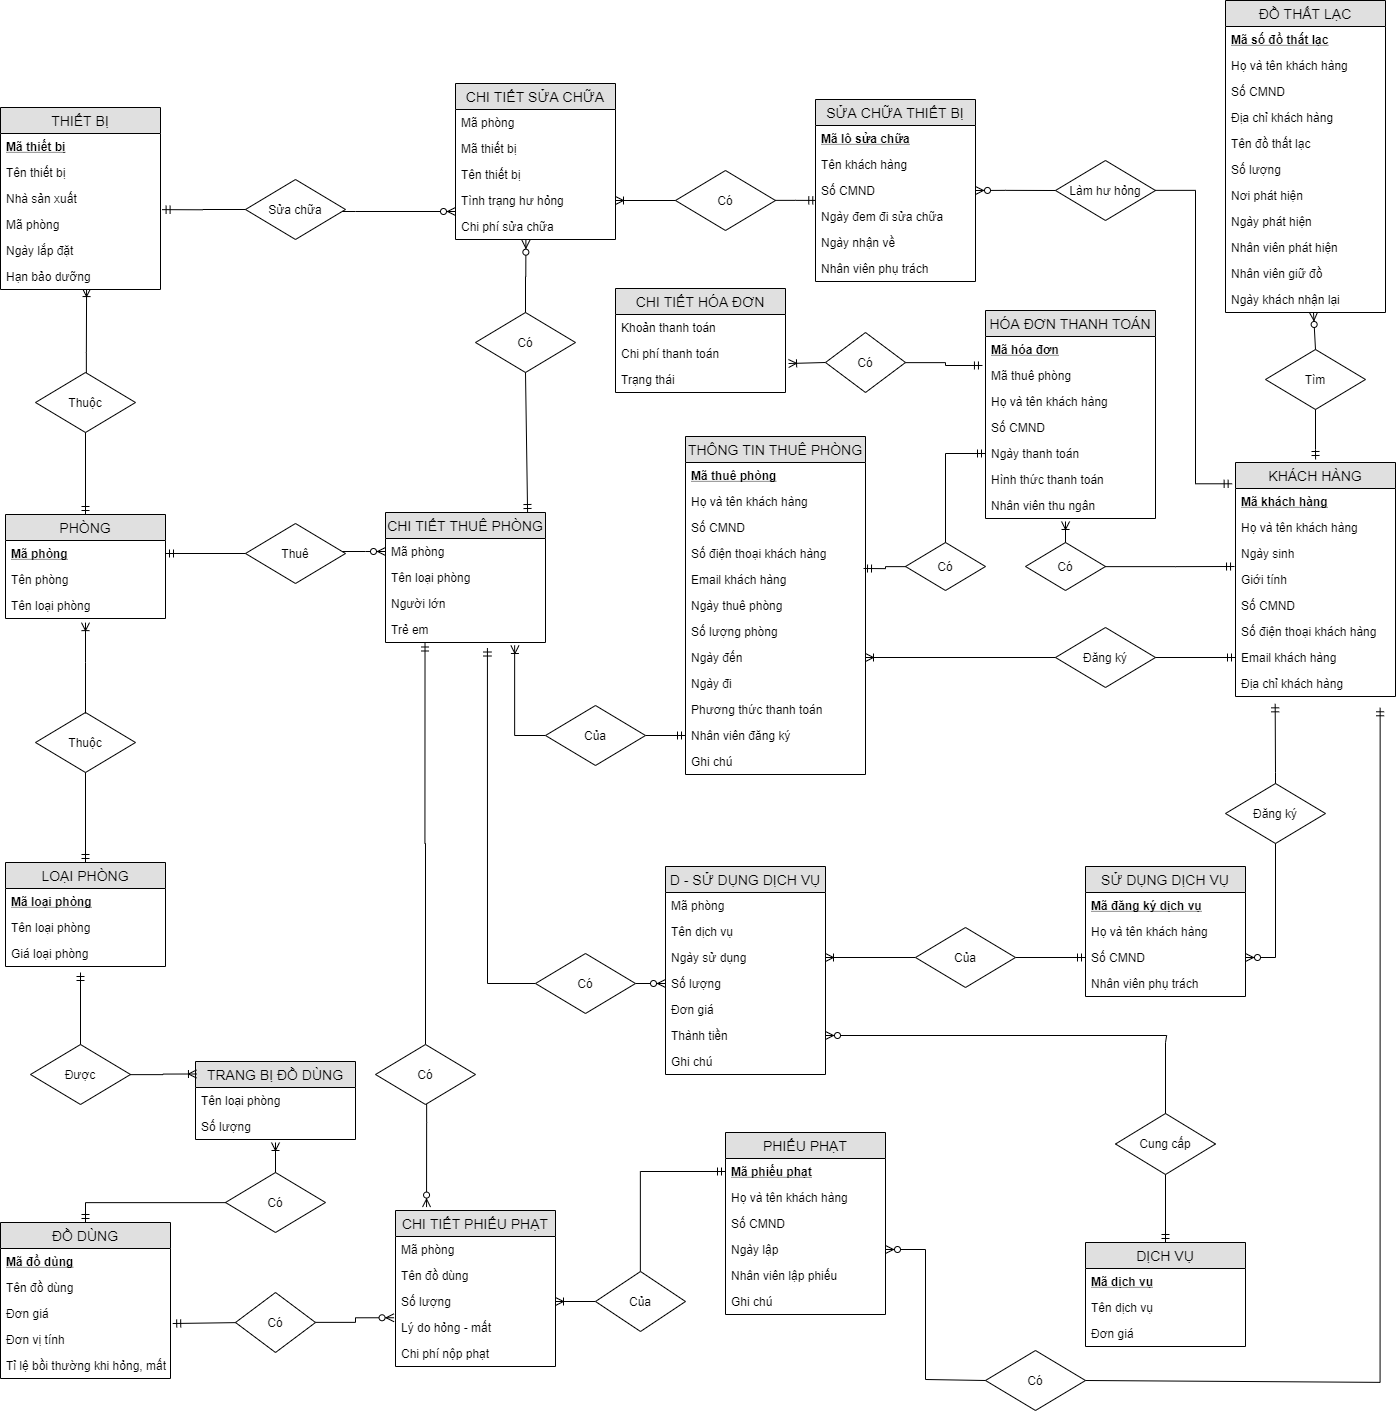 ĐỒ THẤT LẠC
Mã số đồ thất lạc
Họ và tên khách hàng
Số CMND
Địa chỉ khách hàng
Tên đồ thất lạc
Số lượng
Nơi phát hiện
Ngày phát hiện
Nhân viên phát hiện
Nhân viên giữ đồ
Ngày khách nhận lại
THIẾT BỊ
Mã thiết bị
Tên thiết bị
Nhà sản xuất
Mã phòng
Ngày lắp đặt
Hạn bảo dưỡng
Sửa chữa
CHI TIẾT SỬA CHỮA
Mã phòng
Mã thiết bị
Tên thiết bị
Tình trạng hư hỏng
Chi phí sửa chữa
Có
SỬA CHỮA THIẾT BỊ
Mã lô sửa chữa
Tên khách hàng
Số CMND
Ngày đem đi sửa chữa
Ngày nhận về
Nhân viên phụ trách
Làm hư hỏng
CHI TIẾT HÓA ĐƠN
Khoản thanh toán
Chi phí thanh toán
Trạng thái
Có
HÓA ĐƠN THANH TOÁN
Mã hóa đơn
Mã thuê phòng
Họ và tên khách hàng
Số CMND
Ngày thanh toán
Hình thức thanh toán
Nhân viên thu ngân
Có
Tìm
Thuộc
THÔNG TIN THUÊ PHÒNG
Mã thuê phòng
Họ và tên khách hàng
Số CMND
Số điện thoại khách hàng
Email khách hàng
Ngày thuê phòng
Số lượng phòng
Ngày đến
Ngày đi
Phương thức thanh toán
Nhân viên đăng ký
Ghi chú
KHÁCH HÀNG
Mã khách hàng
Họ và tên khách hàng
Ngày sinh
Giới tính
Số CMND
Số điện thoại khách hàng
Email khách hàng
Địa chỉ khách hàng
PHÒNG
Mã phòng
Tên phòng
Tên loại phòng
Thuê
CHI TIẾT THUÊ PHÒNG
Mã phòng
Tên loại phòng
Người lớn
Trẻ em
Có
Có
Đăng ký
Của
Thuộc
Đăng ký
LOẠI PHÒNG
Mã loại phòng
Tên loại phòng
Giá loại phòng
D - SỬ DỤNG DỊCH VỤ
Mã phòng
Tên dịch vụ
Ngày sử dụng
Số lượng
Đơn giá
Thành tiền
Ghi chú
Của
SỬ DỤNG DỊCH VỤ
Mã đăng ký dịch vụ
Họ và tên khách hàng
Số CMND
Nhân viên phụ trách
Có
Được
TRANG BỊ ĐỒ DÙNG
Tên loại phòng
Số lượng
Có
Cung cấp
Có
PHIẾU PHẠT
Mã phiếu phạt
Họ và tên khách hàng
Số CMND
Ngày lập
Nhân viên lập phiếu
Ghi chú
ĐỒ DÙNG
Mã đồ dùng
Tên đồ dùng
Đơn giá
Đơn vị tính
Tỉ lệ bồi thường khi hỏng, mất
Có
CHI TIẾT PHIẾU PHẠT
Mã phòng
Tên đồ dùng
Số lượng
Lý do hỏng - mất
Chi phí nộp phạt
Của
DỊCH VỤ
Mã dịch vụ
Tên dịch vụ
Đơn giá
Có